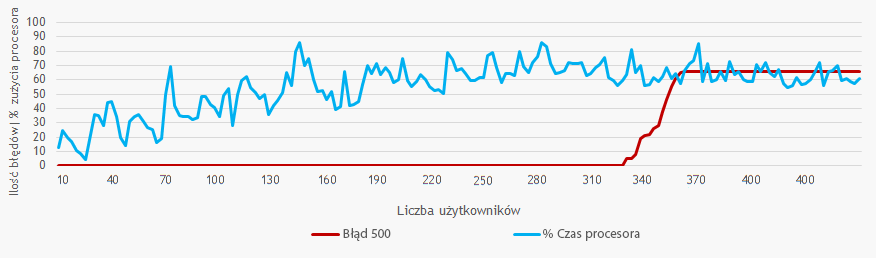 Ilość błędów| % zużycia procesora
100
90
80
70
60
50
40
30
20
10
0
10 40 70 100 130 160 190 220 250 280 310 340 370 400 400
Liczba użytkowników
Błąd 500 % Czas procesora